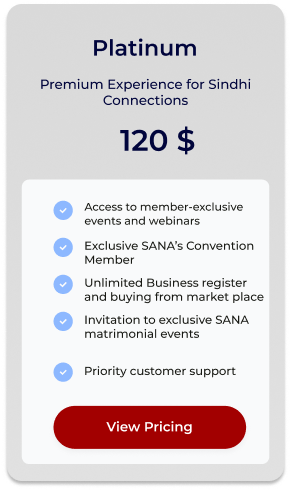 Platinum
Premium Experience for Sindhi
Connections
120 $
Access to member-exclusive
events and webinars
Exclusive SANA's Convention
Member
Unlimited Business register
and buying from market place
Invitation to exclusive SANA
matrimonial events
Priority customer support
View Pricing